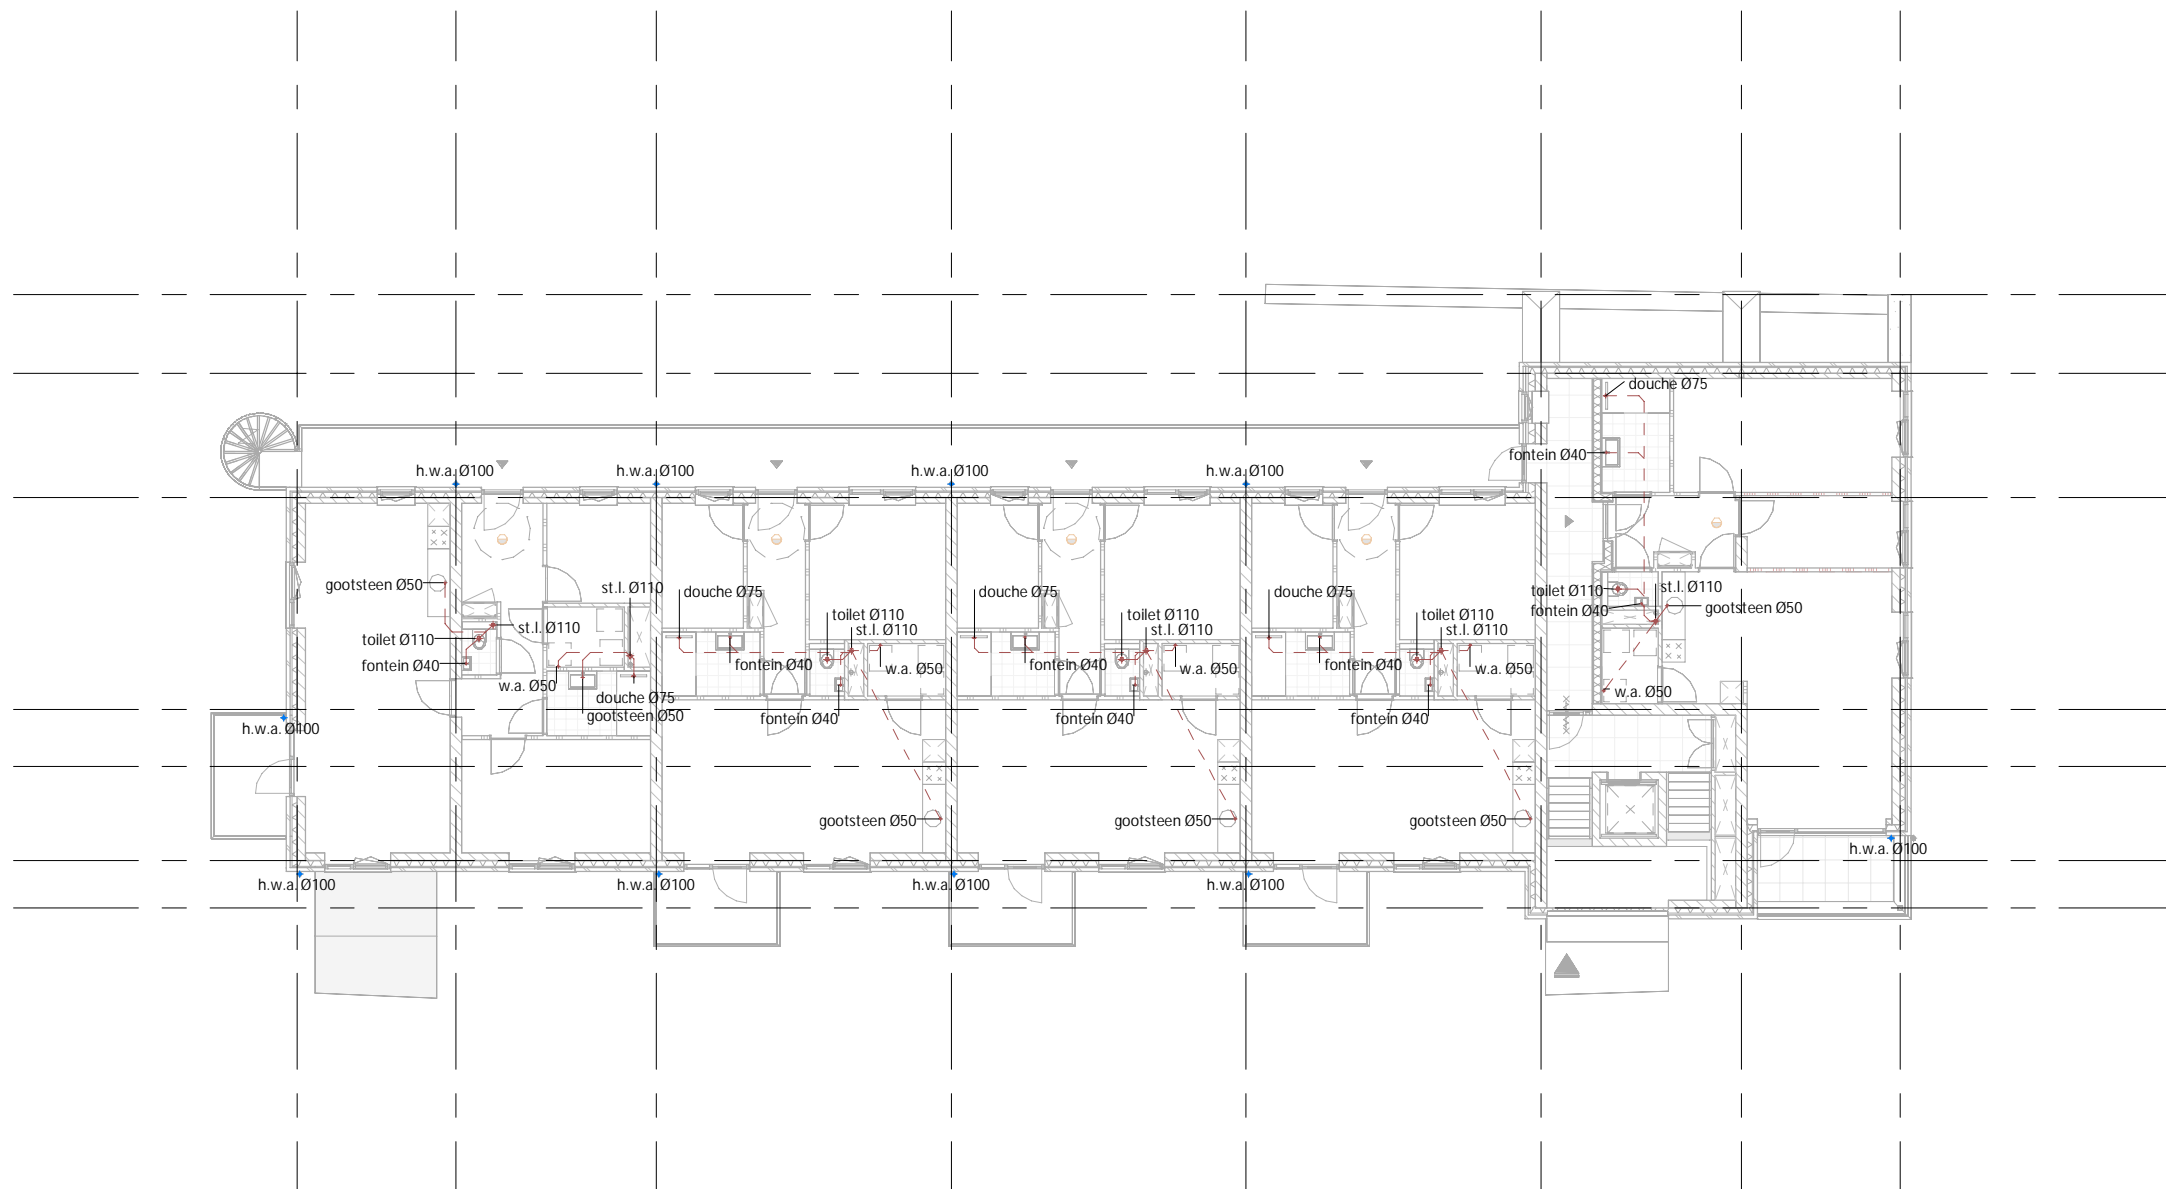 douche Ø75
fontein Ø40
h.w.a. Ø100
h.w.a. Ø100
h.w.a. Ø100
h.w.a. Ø100
gootsteen Ø50
st.l. Ø110
douche Ø75
douche Ø75
douche Ø75
toilet Ø110
st.l. Ø110
fontein Ø40
gootsteen Ø50
toilet Ø110
st.l. Ø110
toilet Ø110
st.l. Ø110
toilet Ø110
st.l. Ø110
st.l. Ø110
toilet Ø110
fontein Ø40
fontein Ø40
w.a. Ø50
fontein Ø40
w.a. Ø50
fontein Ø40
w.a. Ø50
w.a. Ø50
w.a. Ø50
douche Ø75
gootsteen Ø50
fontein Ø40
fontein Ø40
fontein Ø40
h.w.a. Ø100
gootsteen Ø50
gootsteen Ø50
gootsteen Ø50
h.w.a. Ø100
h.w.a. Ø100
h.w.a. Ø100
h.w.a. Ø100
h.w.a. Ø100